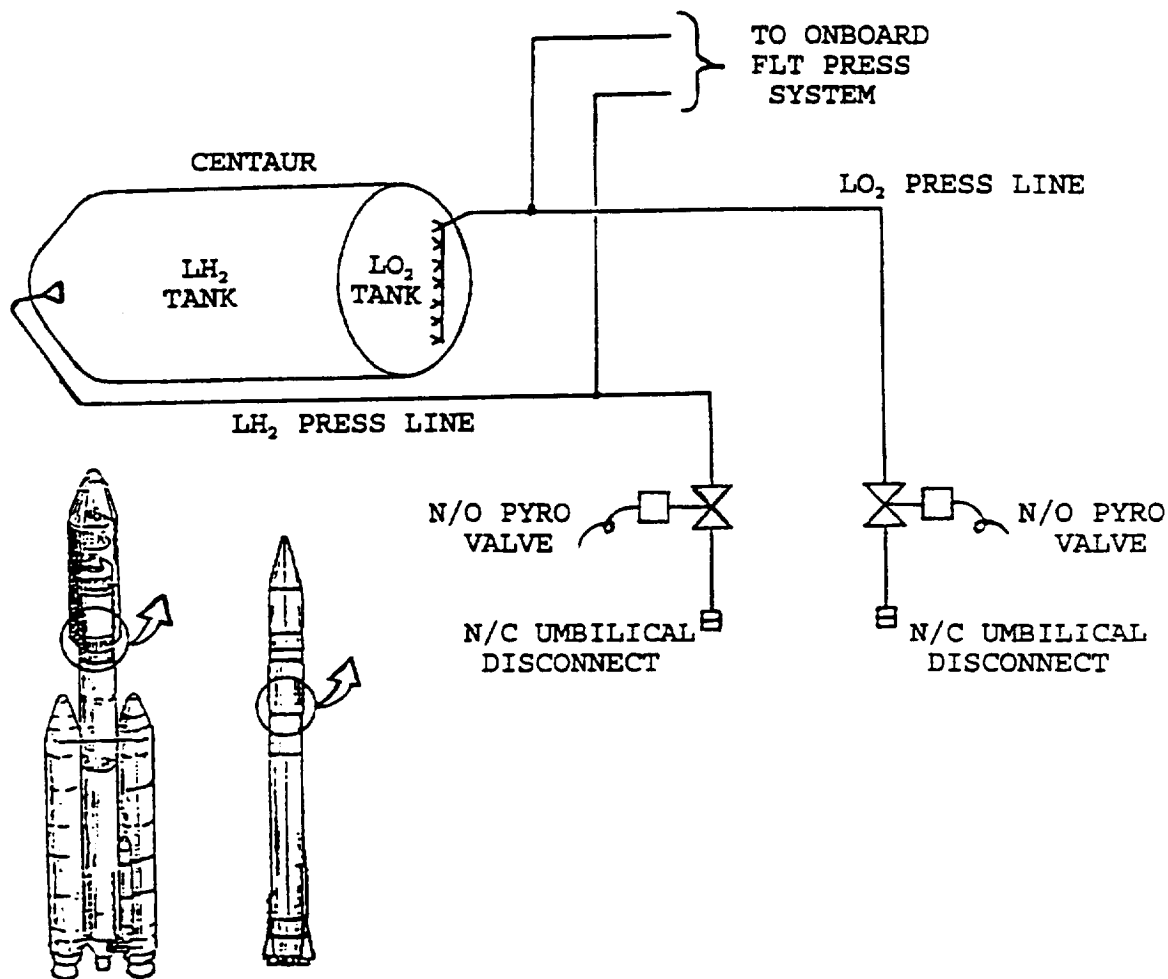 TO ONBOARD
FLT PRESS
SYSTEM
CENTAUR
LO₂ PRESS LINE
LH₂
TANK
LO₂
TANK
LH₂ PRESS LINE
N/O PYRO
VALVE
N/O PYRO
VALVE
N/C UMBILICAL
DISCONNECT
N/C UMBILICAL
DISCONNECT